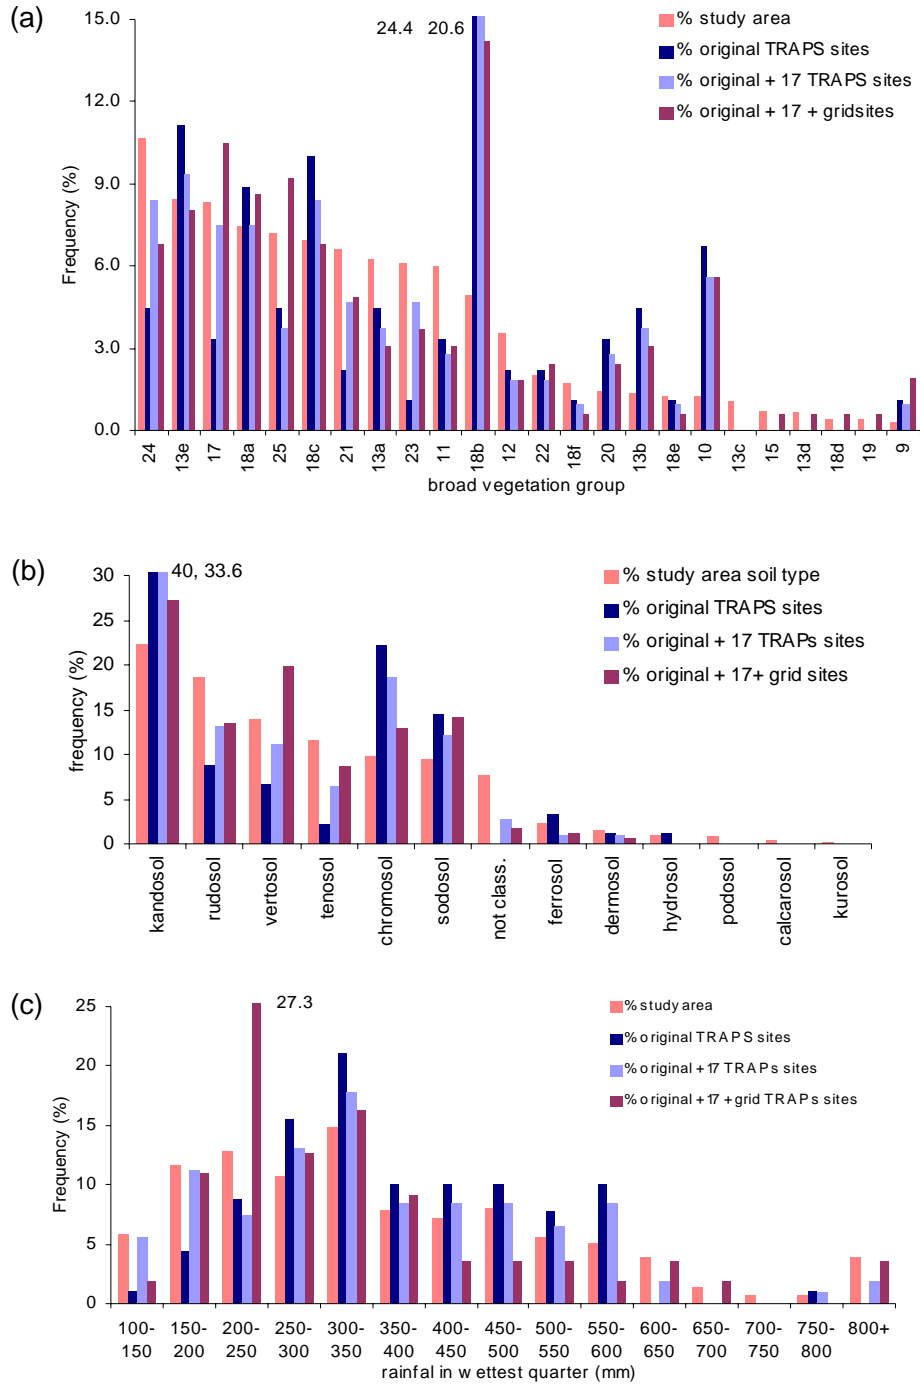 (a)
24.4 20.6
% study area
% original TRAPS sites
% original + 17 TRAPS sites
% original + 17 + gridsites
Frequency (%)
15.0
12.0
9.0
6.0
3.0
0.0
24 13e 17 18a 25 18c 21 13a 23 11 18b 12 22 18f 20 13b 18e 10 13c 15 13d 18d 19 9
broad vegetation group
(b)
40, 33.6
% study area soil type
% original TRAPS sites
% original + 17 TRAPs sites
% original + 17+ grid sites
frequency (%)
30
25
20
15
10
5
0
kandosol rudosol vertosol tenosol chromosol sodosol not class. ferrosol dermosol hydrosol podosol calcarosol kurosol
(c)
27.3
% study area
% original TRAPS sites
% original + 17 TRAPs sites
% original + 17 + grid TRAPs sites
Frequency (%)
25
20
15
10
5
0
100- 150- 200- 250- 300- 350- 400- 450- 500- 550- 600- 650- 700- 750- 800+
150 200 250 300 350 400 450 500 550 600 650 700 750 800
rainfal in wettest quarter (mm)